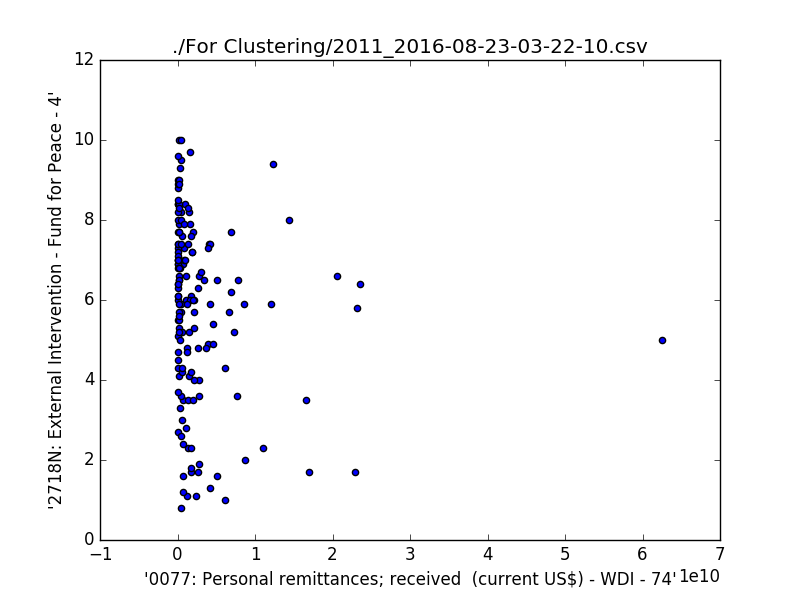 ./For Clustering/2011_2016-08-23-03-22-10.csv
12
10
8
6
4
2
0
'2718N: External Intervention - Fund for Peace - 4'
−1 0 1 2 3 4 5 6 7
1e10
'0077: Personal remittances; received  (current US$) - WDI - 74'